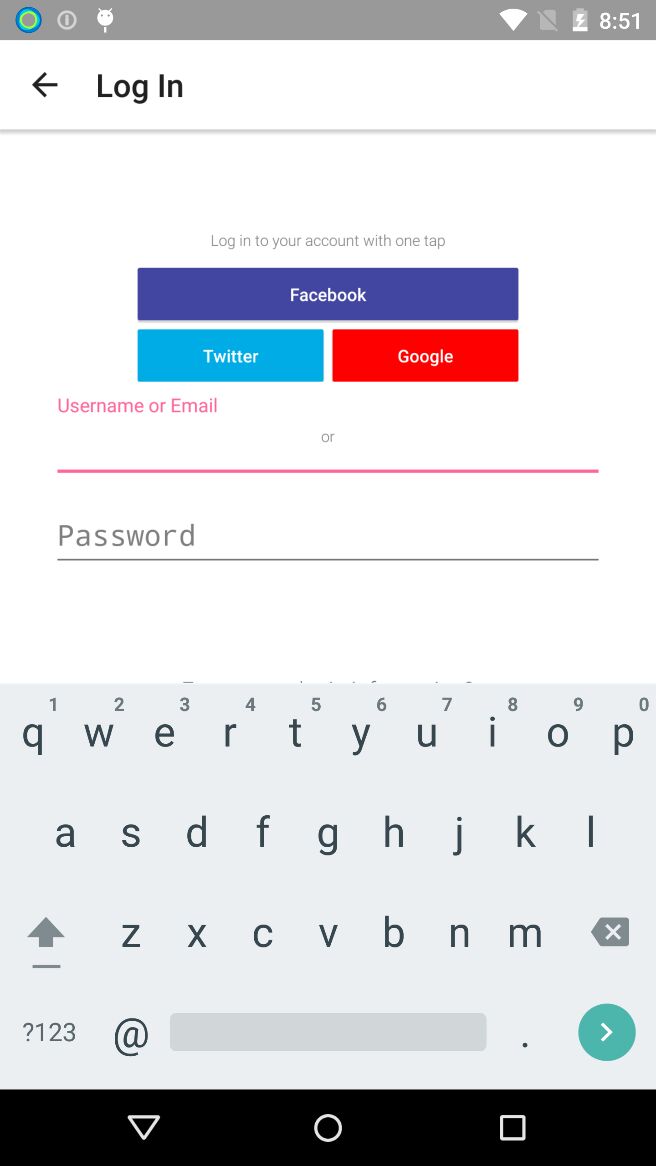 8:51
Log In
Log in to your account with one tap
Facebook
Twitter Google
Username or Email
or
Password
1 2 3 4 5 6 7 8 9 0
q w e r t y u i o p
a s d f g h j k l
z x c v b n m
?123 @ .